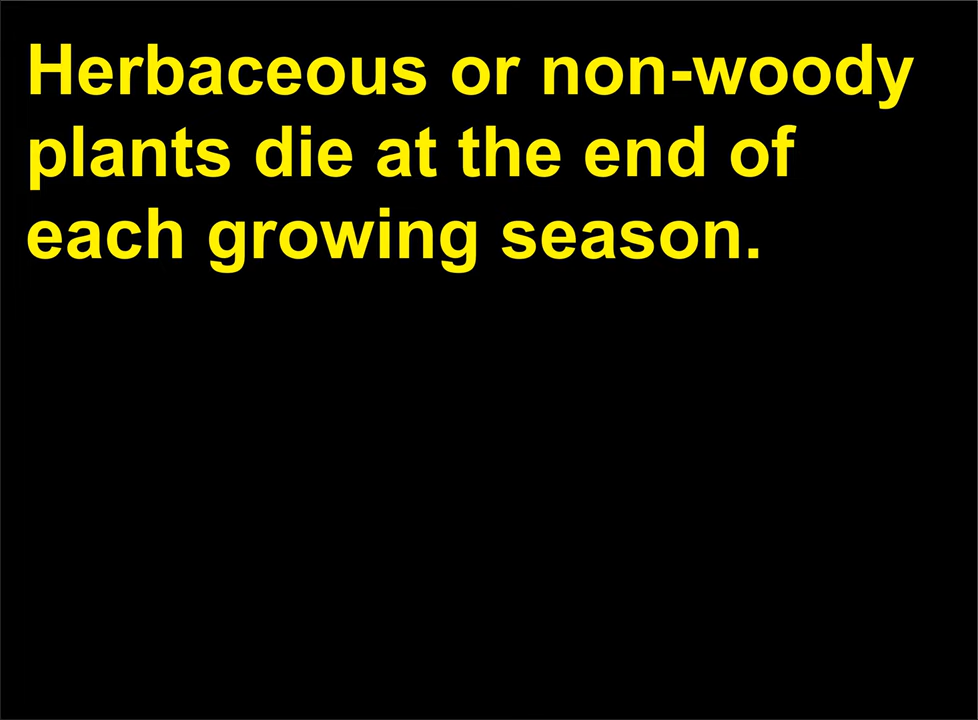 Herbaceous or non-woody
plants die at the end of
each growing season.